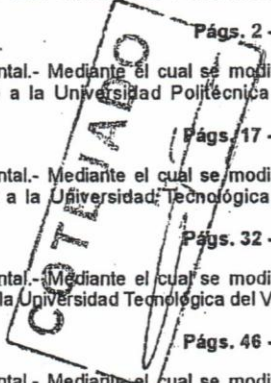 Págs. 2 -
ntal.- Mediante el cual se modi
a la Universidad Politécnica
Págs. 17 -
ntal.- Mediante el cual se modi
a la Universidad Tecnológica
Págs. 32 -
ntal.- Mediante el cual se modi
la Universidad Tecnológica del V
Págs. 46 -
ntal.- Mediante el cual se modi
COTEJADO